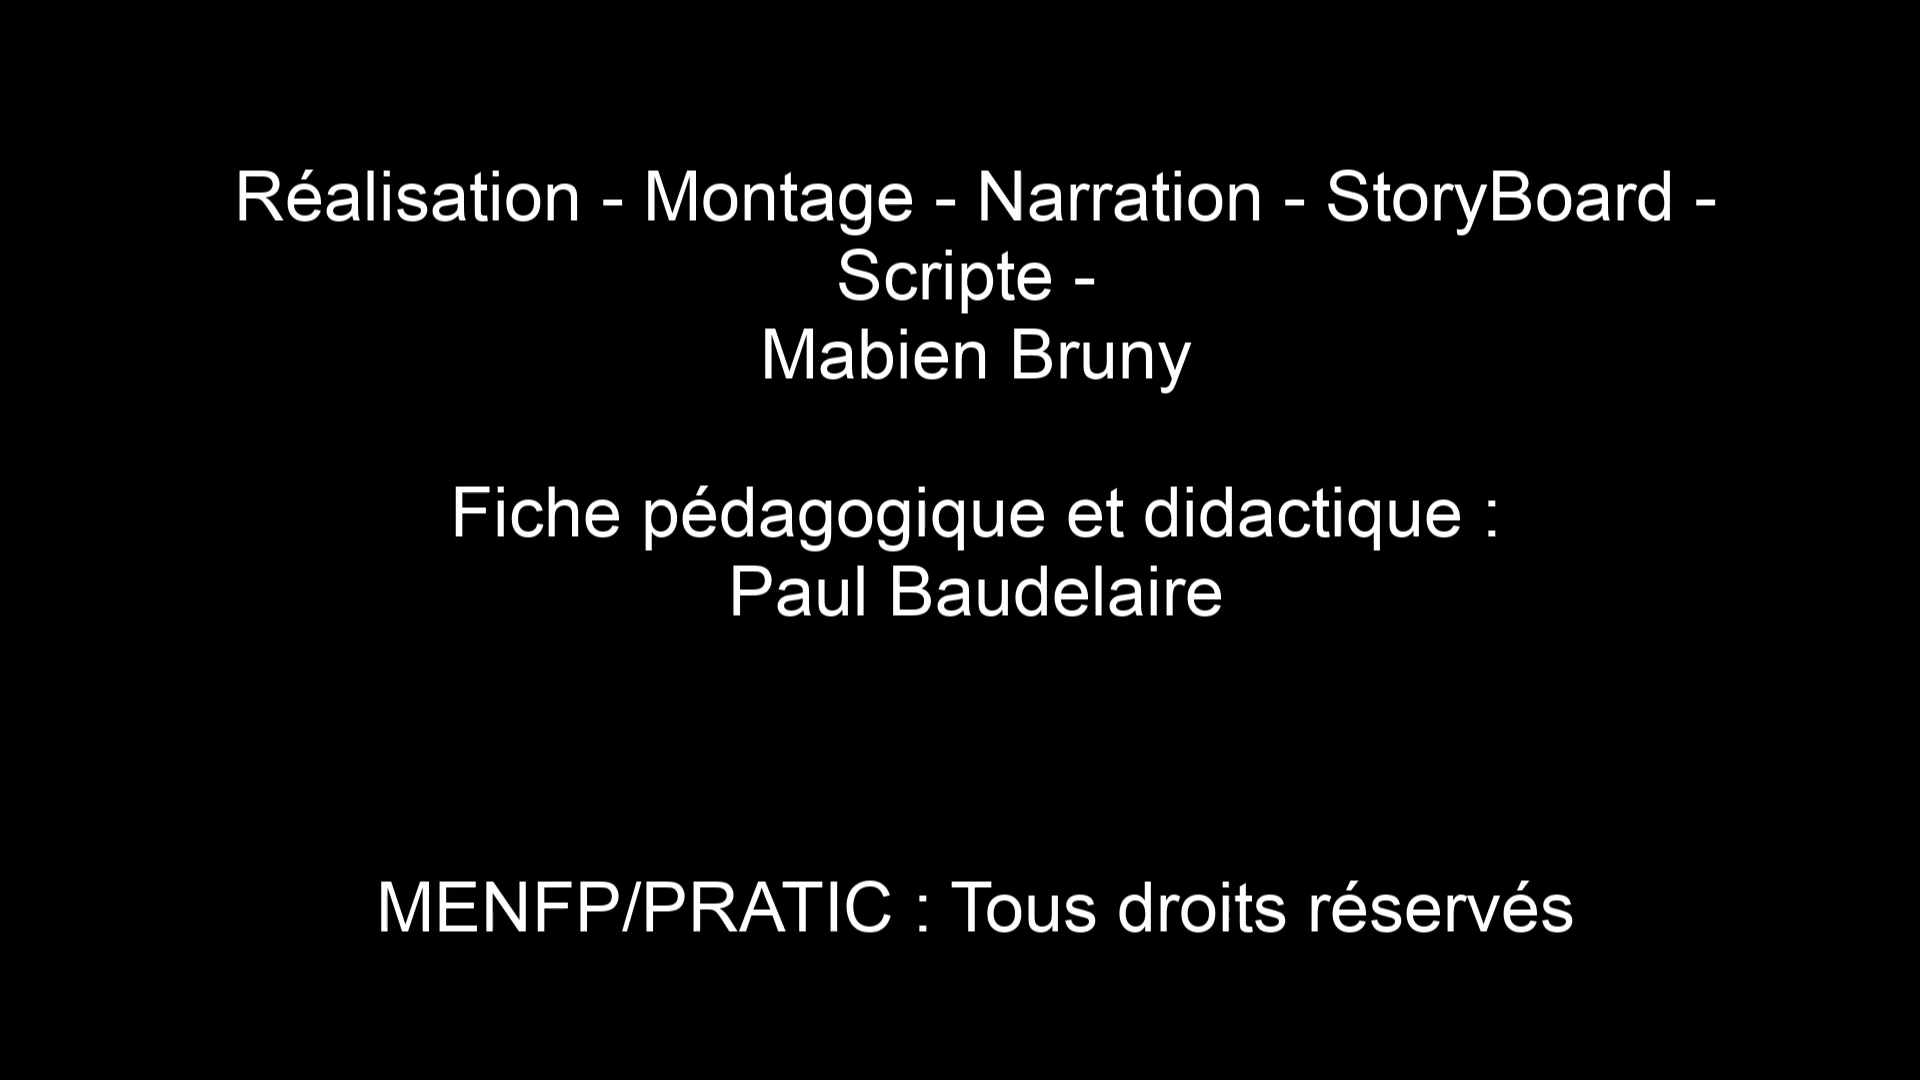 Réalisation - Montage - Narration - StoryBoard -
Scripte -
Mabien Bruny
Fiche pédagogique et didactique :
Paul Baudelaire
MENFP/PRATIC : Tous droits réservés